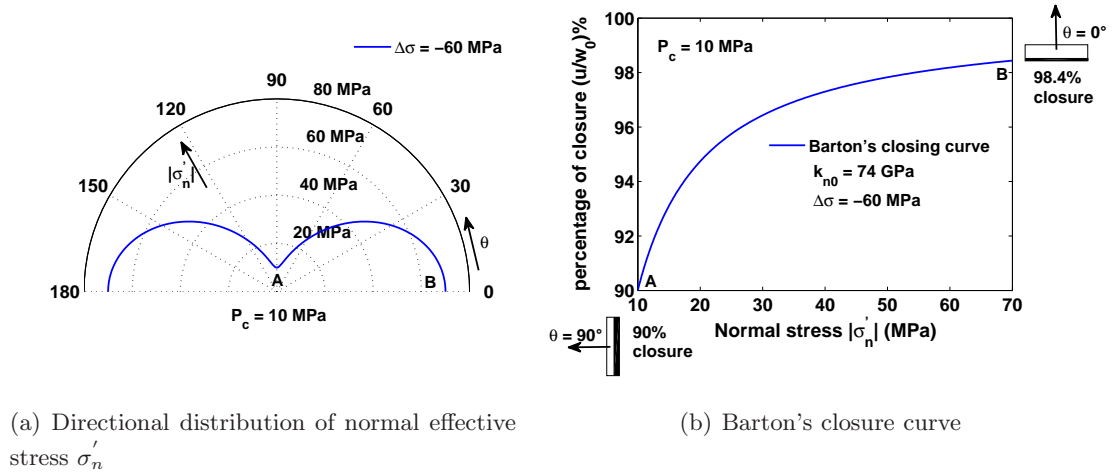 Δσ = −60 MPa
90
80 MPa
120
60
60 MPa
|σ'n|
150
40 MPa
30
20 MPa
θ
A
B
180
0
Pc = 10 MPa
(a) Directional distribution of normal effective
stress σ'n
percentage of closure (u/w0)%
100
98
96
94
92
90
Pc = 10 MPa
B
θ = 0°
98.4%
closure
Barton's closing curve
kn0 = 74 GPa
Δσ = −60 MPa
A
10
20
30
40
50
60
70
Normal stress |σ'n| (MPa)
θ = 90°
90%
closure
(b) Barton's closure curve